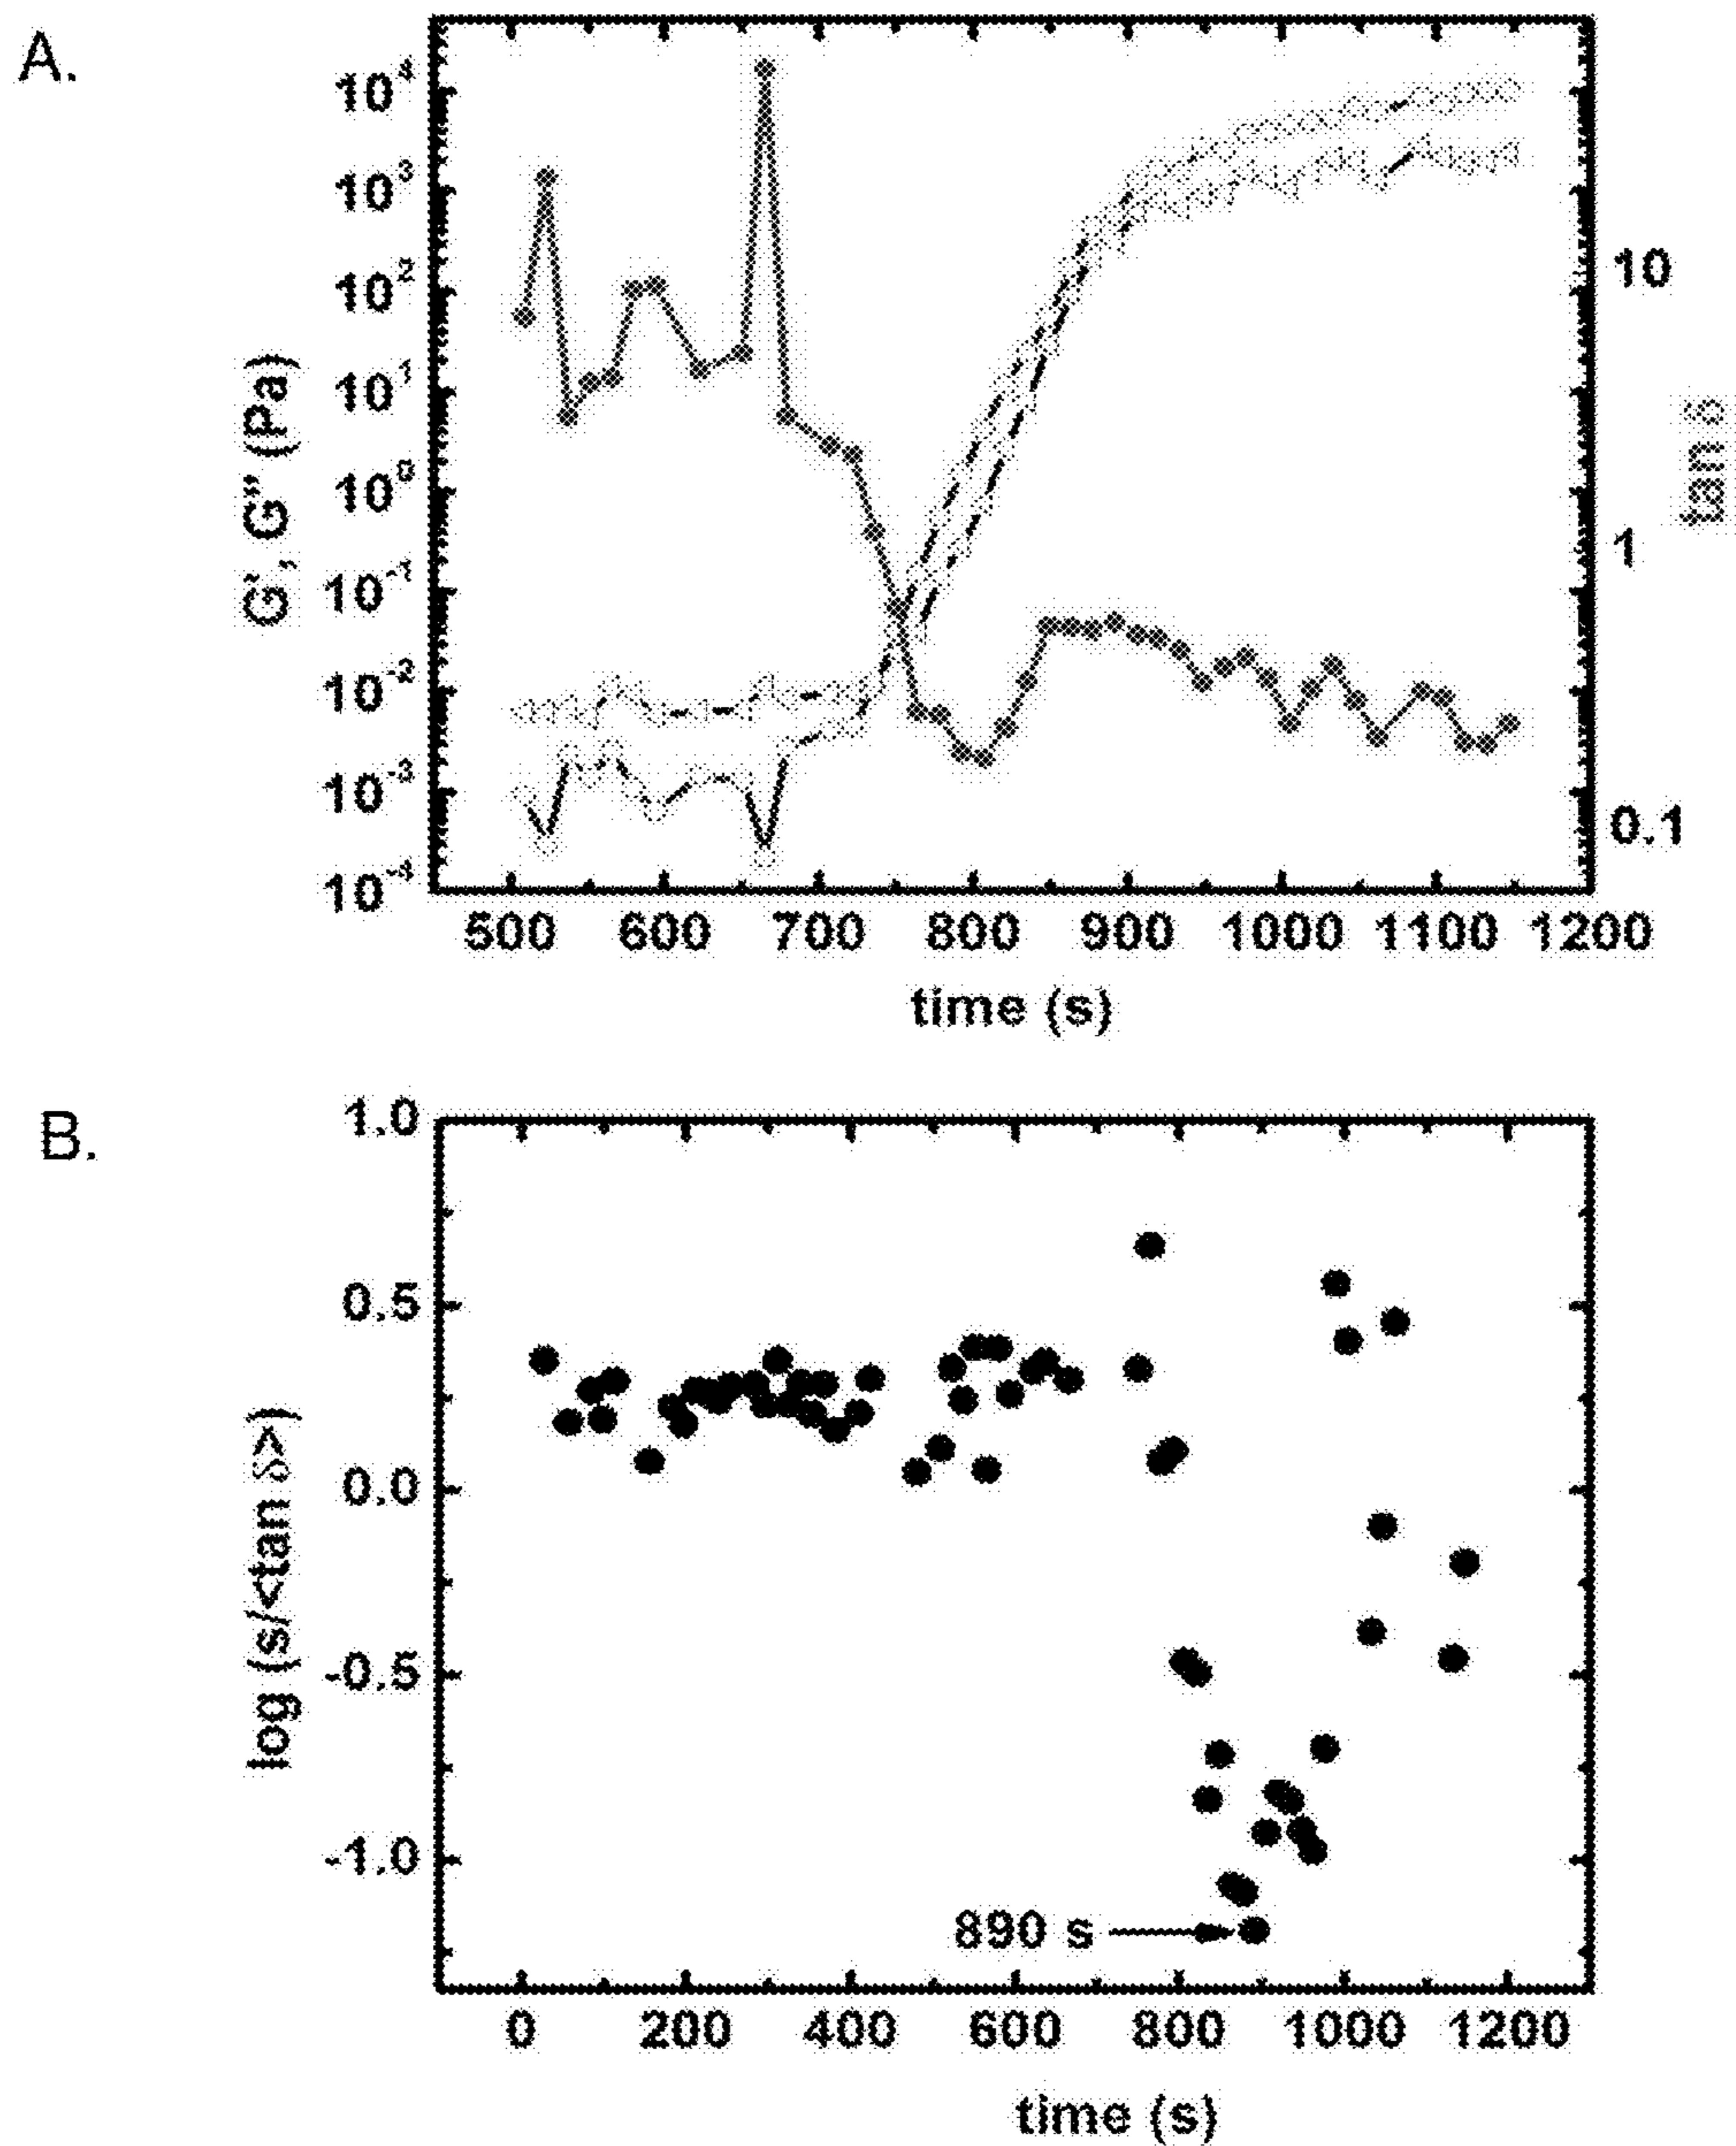 A.
10⁴
10³
10²
10¹
10⁰
10⁻¹
10⁻²
10⁻³
10⁻⁴
G', G'' (Pa)
10
1
0.1
tan δ
500 600 700 800 900 1000 1100 1200
time (s)
B.
1.0
0.5
0.0
-0.5
-1.0
log (s/<tan δ>)
890 s
0 200 400 600 800 1000 1200
time (s)